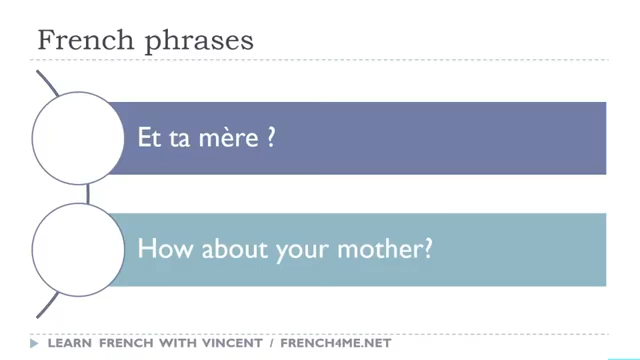 French phrases
Et ta mère ?
How about your mother?
LEARN FRENCH WITH VINCENT / FRENCH4ME.NET